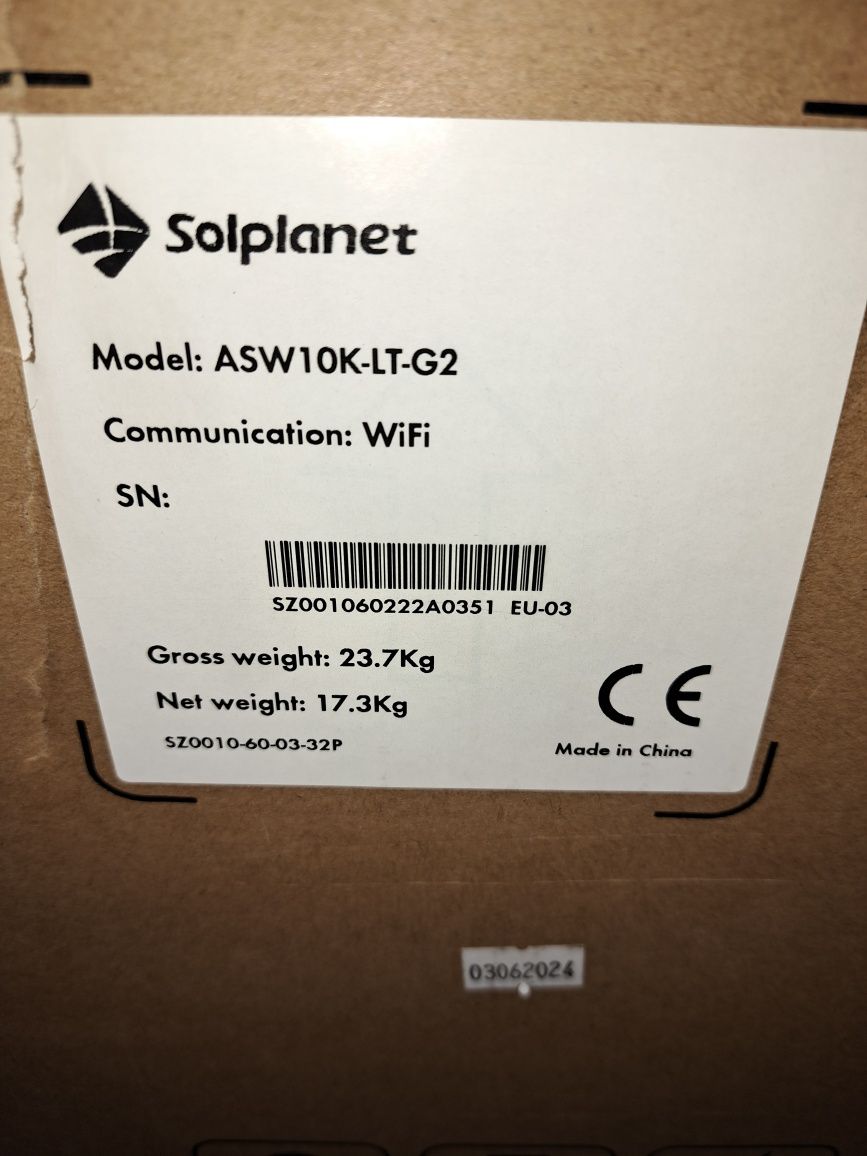 Solplanet
Model: ASW10K-LT-G2
Communication: WiFi
SN:
SZ001060222A0351 EU-03
Gross weight: 23.7Kg
Net weight: 17.3Kg
SZ0010-60-03-32P
CE
Made in China
03062024